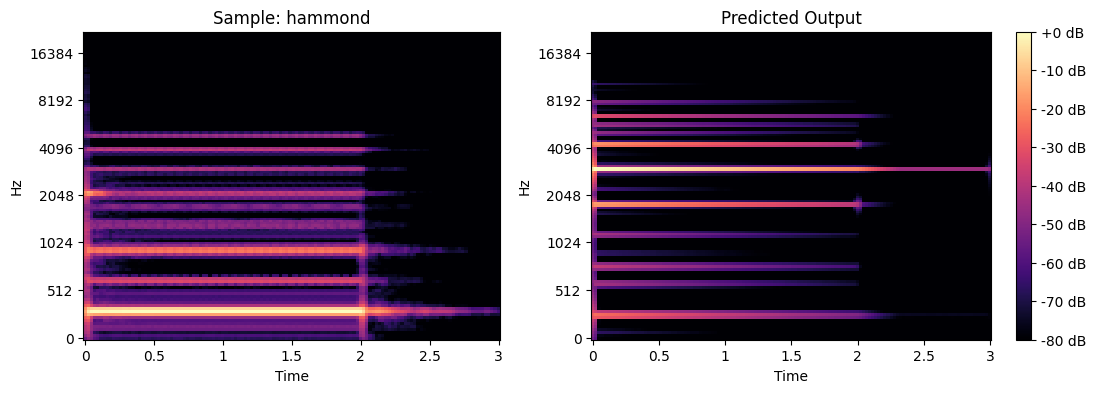 Sample: hammond
Predicted Output
Hz
16384
8192
4096
2048
1024
512
0
0
0.5
1
1.5
2
2.5
3
Time
Hz
16384
8192
4096
2048
1024
512
0
0
0.5
1
1.5
2
2.5
3
Time
+0 dB
-10 dB
-20 dB
-30 dB
-40 dB
-50 dB
-60 dB
-70 dB
-80 dB